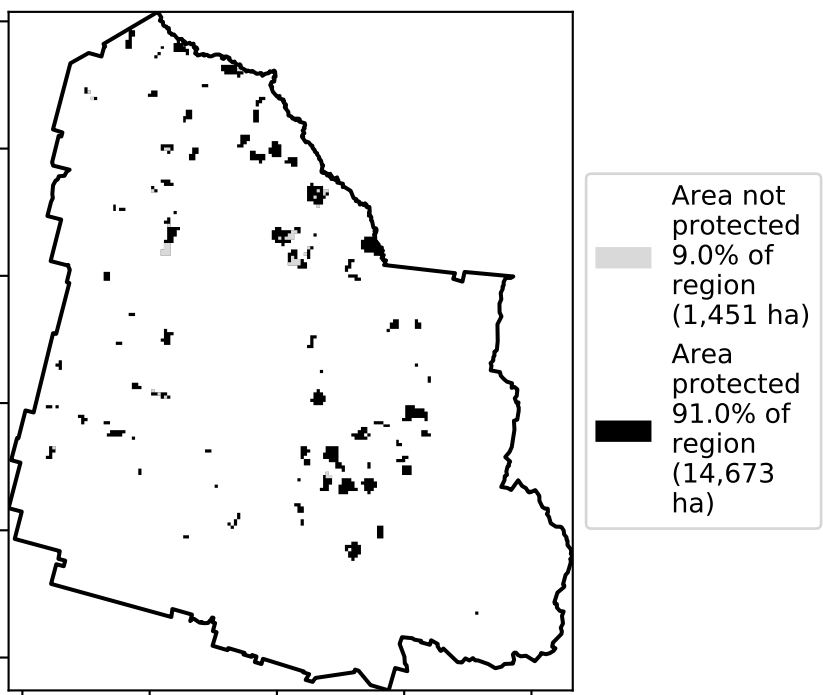 Area not
protected
9.0% of
region
(1,451 ha)
Area
protected
91.0% of
region
(14,673
ha)